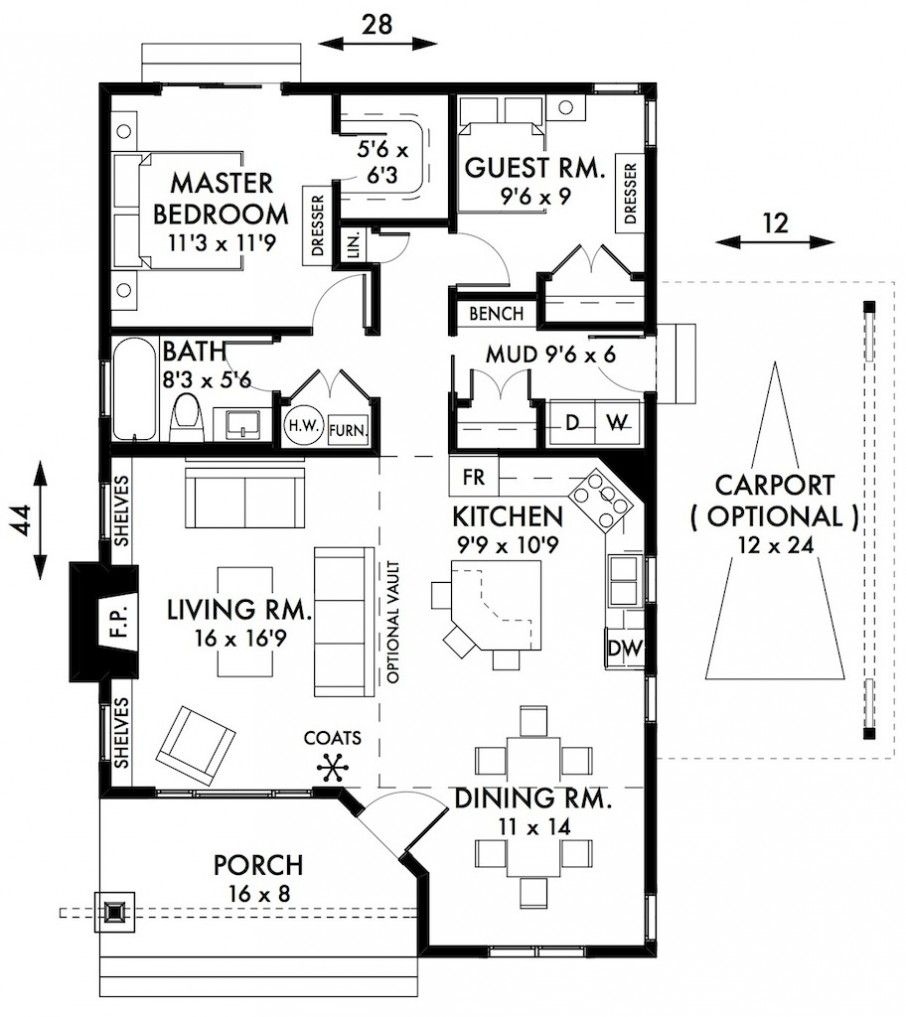 28
MASTER
BEDROOM
11'3 x 11'9
DRESSER
5'6 x
6'3
LIN.
GUEST RM.
9'6 x 9
DRESSER
12
BENCH
MUD 9'6 x 6
BATH
8'3 x 5'6
H.W.
FURN.
D W
44
SHELVES
FR
KITCHEN
9'9 x 10'9
CARPORT
( OPTIONAL )
12 x 24
F.P.
LIVING RM.
16 x 16'9
OPTIONAL VAULT
DW
SHELVES
COATS
DINING RM.
11 x 14
PORCH
16 x 8